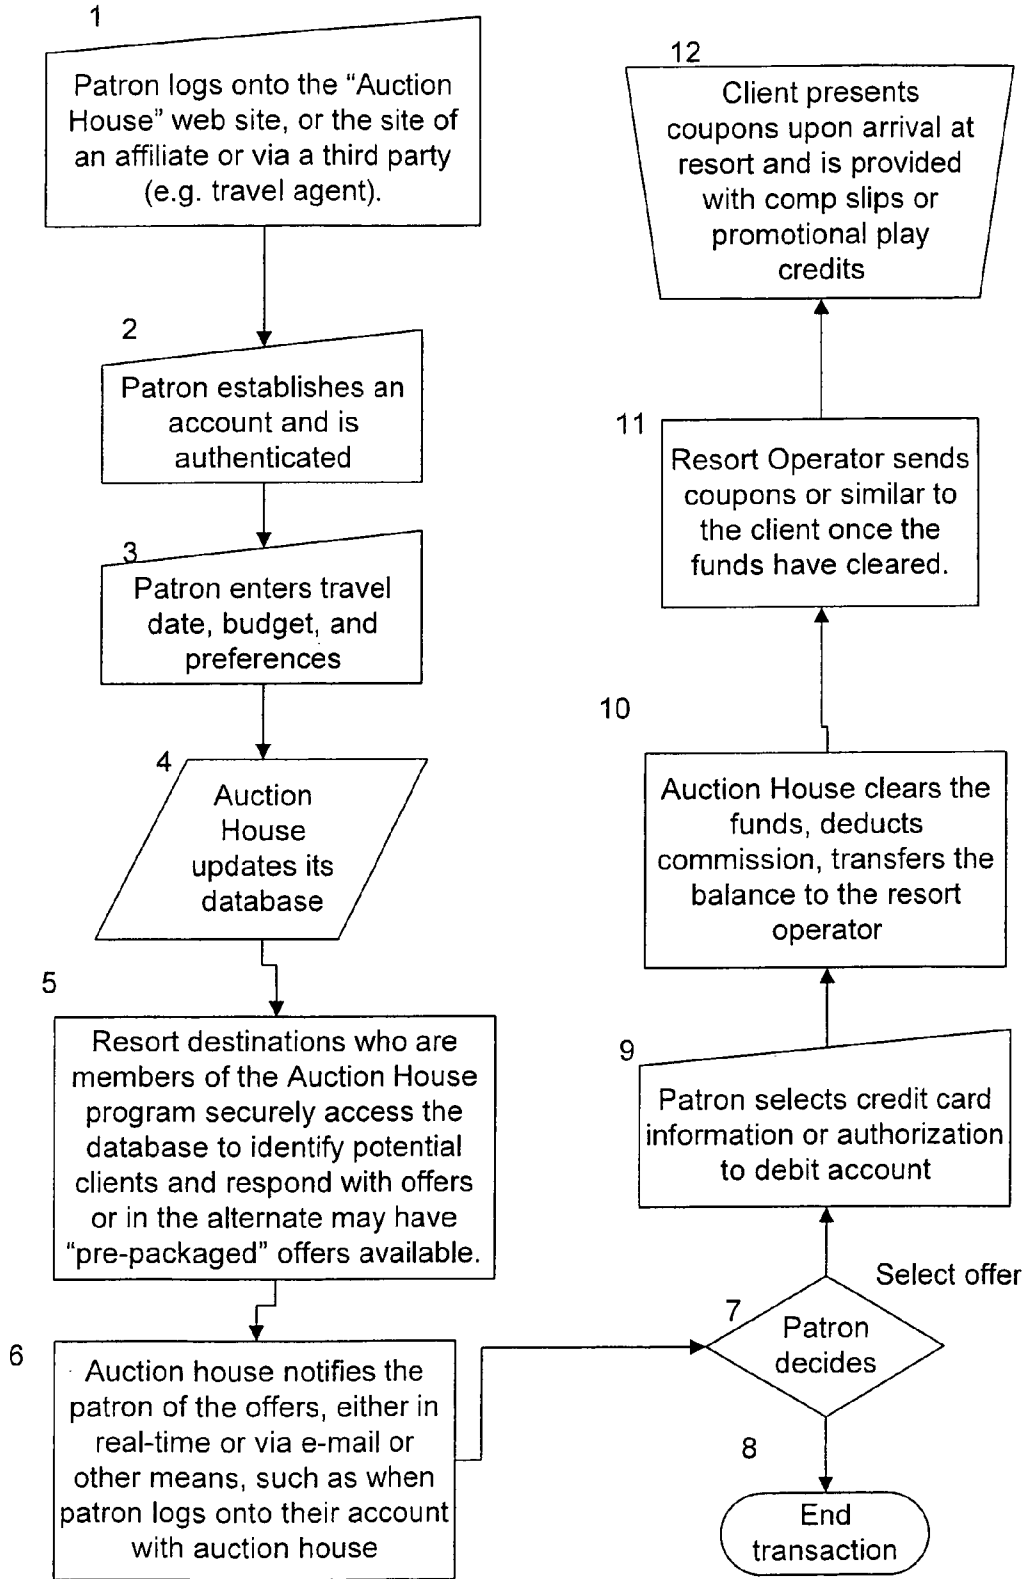 1
Patron logs onto the “Auction
House” web site, or the site of
an affiliate or via a third party
(e.g. travel agent).
2
Patron establishes an
account and is
authenticated
3
Patron enters travel
date, budget, and
preferences
4
Auction
House
updates its
database
5
Resort destinations who are
members of the Auction House
program securely access the
database to identify potential
clients and respond with offers
or in the alternate may have
“pre-packaged” offers available.
6
Auction house notifies the
patron of the offers, either in
real-time or via e-mail or
other means, such as when
patron logs onto their account
with auction house
7
Patron
decides
Select offer
8
End
transaction
9
Patron selects credit card
information or authorization
to debit account
10
Auction House clears the
funds, deducts
commission, transfers the
balance to the resort
operator
11
Resort Operator sends
coupons or similar to
the client once the
funds have cleared.
12
Client presents
coupons upon arrival at
resort and is provided
with comp slips or
promotional play
credits